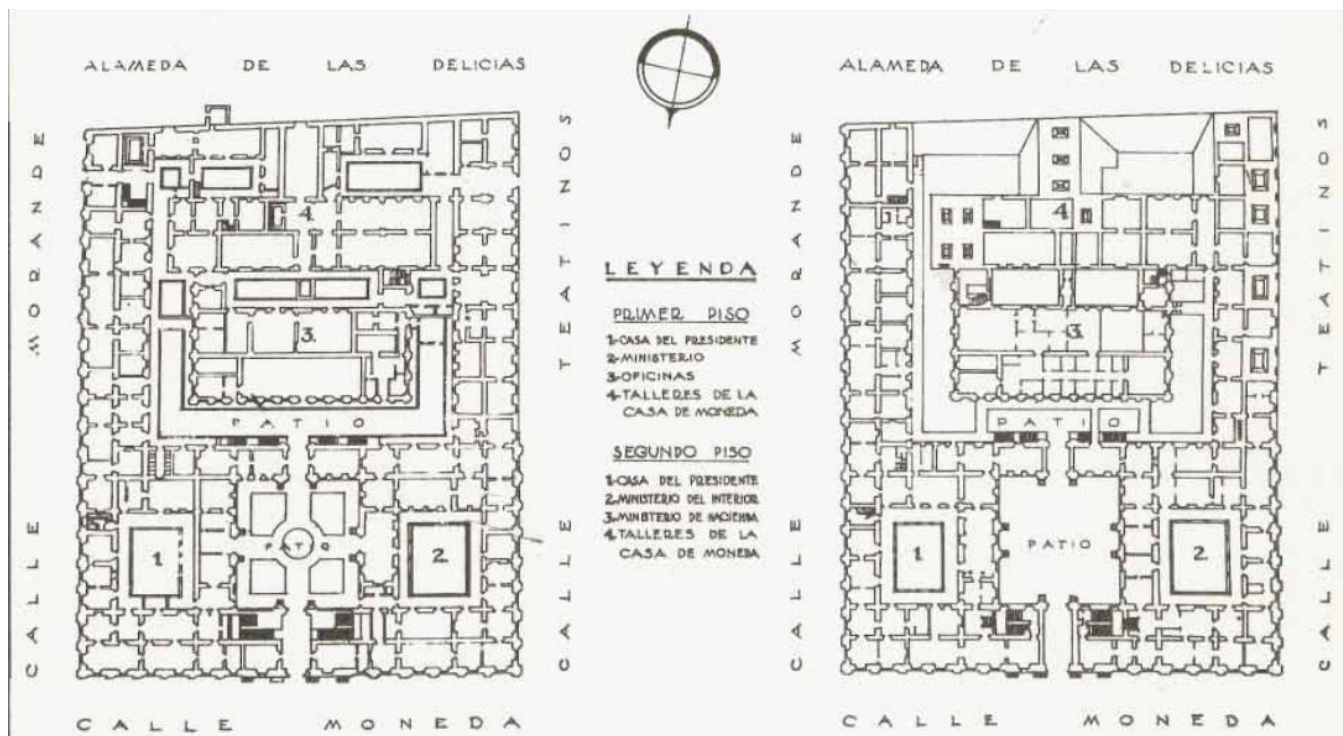 ALAMEDA DE LAS DELICIAS
CALLE MORANDE
CALLE TEATINOS
4.
3.
PATIO
PATIO
1
2
CALLE MONEDA
LEYENDA
PRIMER PISO
1-CASA DEL PRESIDENTE
2-MINISTERIO
3-OFICINAS
4-TALLERES DE LA
CASA DE MONEDA
SEGUNDO PISO
1-CASA DEL PRESIDENTE
2-MINISTERIO DEL INTERIOR
3-MINISTERIO DE HACIENDA
4-TALLERES DE LA
CASA DE MONEDA
ALAMEDA DE LAS DELICIAS
CALLE MORANDE
CALLE TEATINOS
4
3.
PATIO
PATIO
1
2
CALLE MONEDA